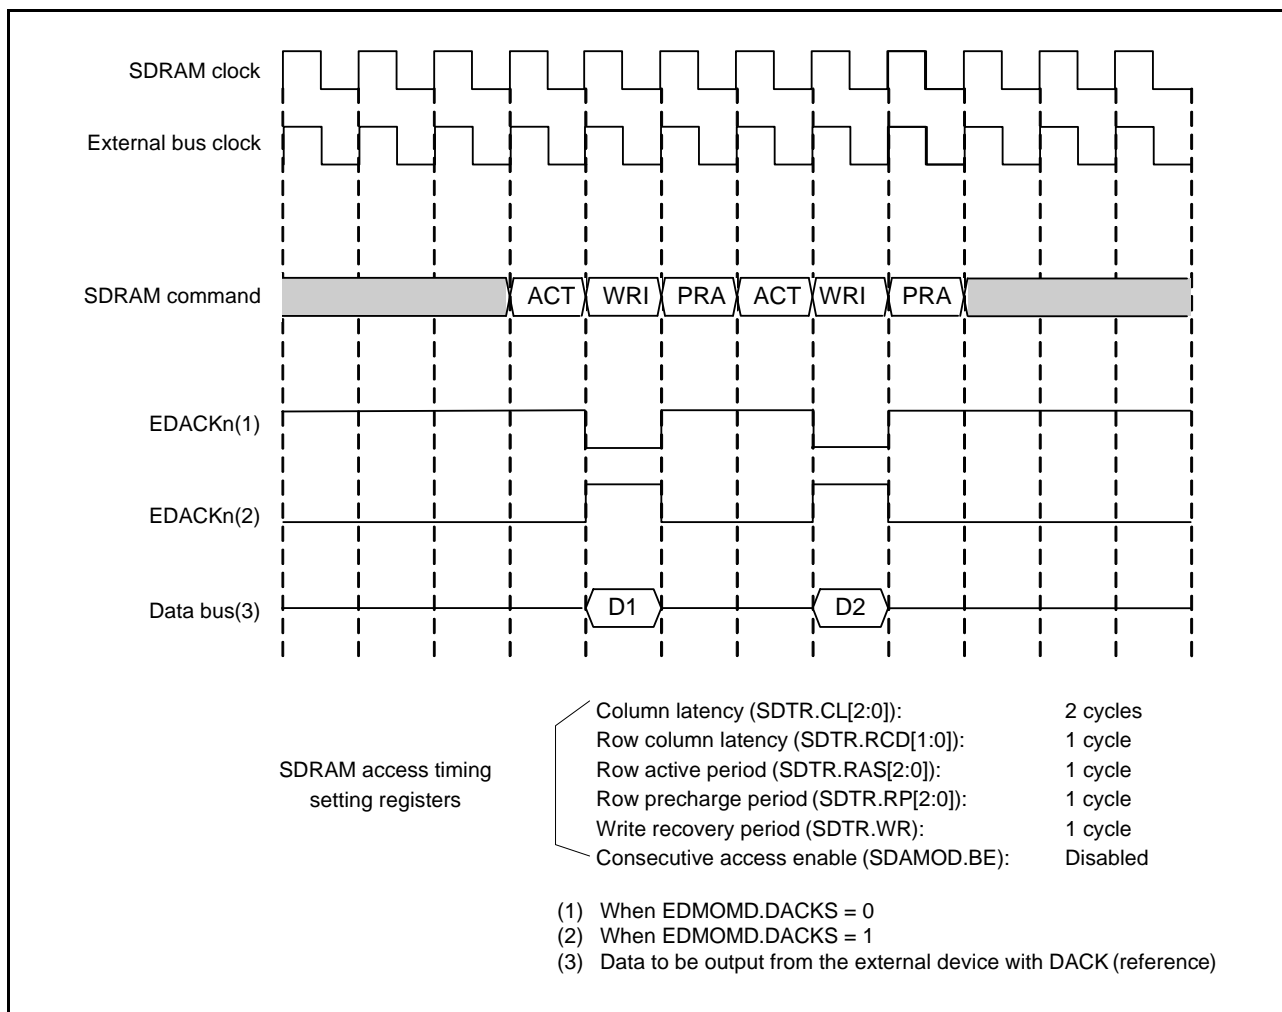 SDRAM clock
External bus clock
SDRAM command ACT WRI PRA ACT WRI PRA
EDACKn(1)
EDACKn(2)
Data bus(3) D1 D2
SDRAM access timing
setting registers
Column latency (SDTR.CL[2:0]): 2 cycles
Row column latency (SDTR.RCD[1:0]): 1 cycle
Row active period (SDTR.RAS[2:0]): 1 cycle
Row precharge period (SDTR.RP[2:0]): 1 cycle
Write recovery period (SDTR.WR): 1 cycle
Consecutive access enable (SDAMOD.BE): Disabled
(1) When EDMOMD.DACKS = 0
(2) When EDMOMD.DACKS = 1
(3) Data to be output from the external device with DACK (reference)